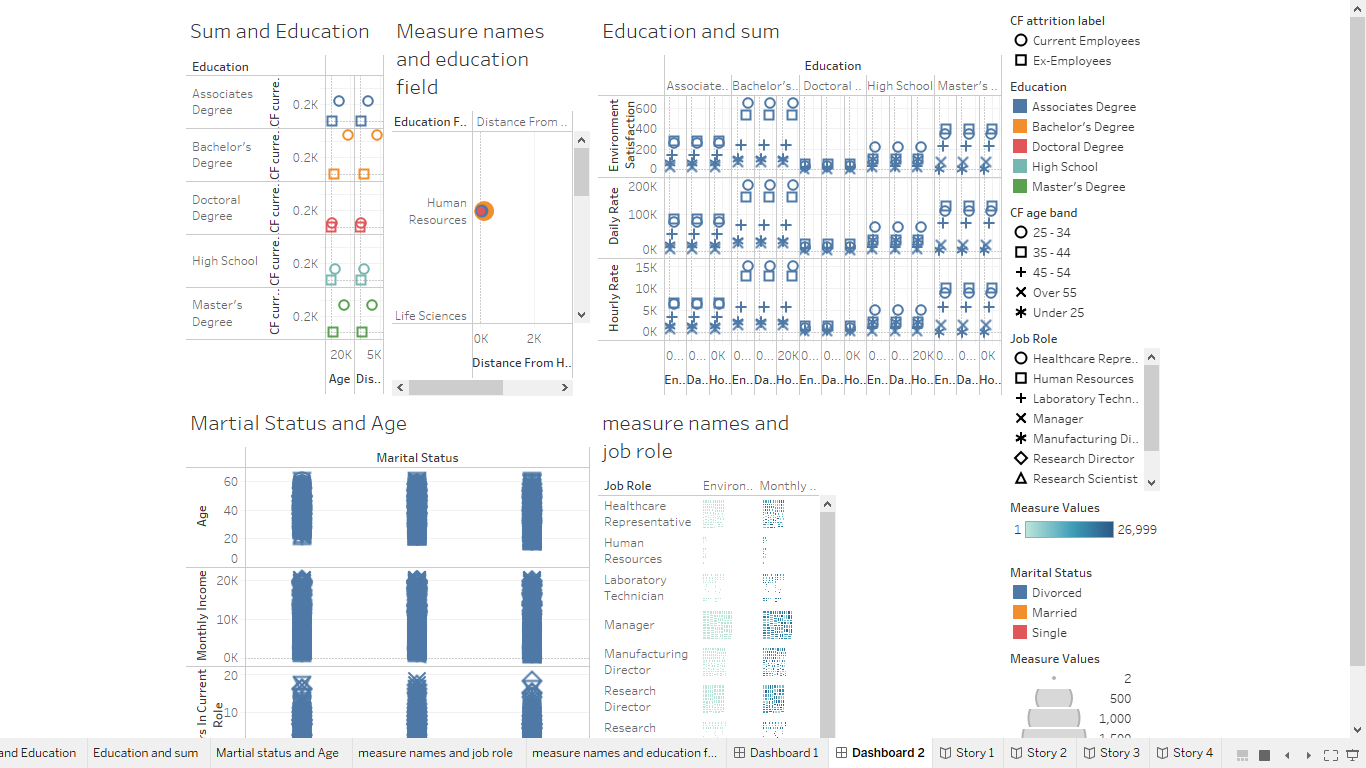 Sum and Education
Education
Associates
Degree
CF curre..
0.2K
Bachelor's
Degree
CF curre..
0.2K
Doctoral
Degree
CF curre..
0.2K
High School
CF curre..
0.2K
Master's
Degree
CF curr..
0.2K
20K
5K
Age
Dis..
Measure names
and education
field
Education F..
Distance From ..
Human
Resources
Life Sciences
0K
2K
Distance From H..
Education and sum
Education
Associate..
Bachelor's..
Doctoral ..
High School
Master's ..
Environment
Satisfaction
600
400
200
0
Daily Rate
200K
100K
0K
Hourly Rate
15K
10K
5K
0K
0... 0... 0K 0... 0... 20K 0... 0... 0K 0... 0... 20K 0... 0... 0K
En.. Da.. Ho.. En.. Da.. Ho.. En.. Da.. Ho.. En.. Da.. Ho.. En.. Da.. Ho..
CF attrition label
Current Employees
Ex-Employees
Education
Associates Degree
Bachelor's Degree
Doctoral Degree
High School
Master's Degree
CF age band
25 - 34
35 - 44
45 - 54
Over 55
Under 25
Job Role
Healthcare Repre..
Human Resources
Laboratory Techn..
Manager
Manufacturing Di..
Research Director
Research Scientist
Measure Values
1
26,999
Marital Status
Divorced
Married
Single
Measure Values
2
500
1,000
1,500
Martial Status and Age
Marital Status
Age
60
40
20
0
Monthly Income
20K
10K
0K
s In Current
Role
20
10
measure names and
job role
Job Role
Environ..
Monthly ..
Healthcare
Representative
Human
Resources
Laboratory
Technician
Manager
Manufacturing
Director
Research
Director
Research
and Education
Education and sum
Martial status and Age
measure names and job role
measure names and education f...
Dashboard 1
Dashboard 2
Story 1
Story 2
Story 3
Story 4